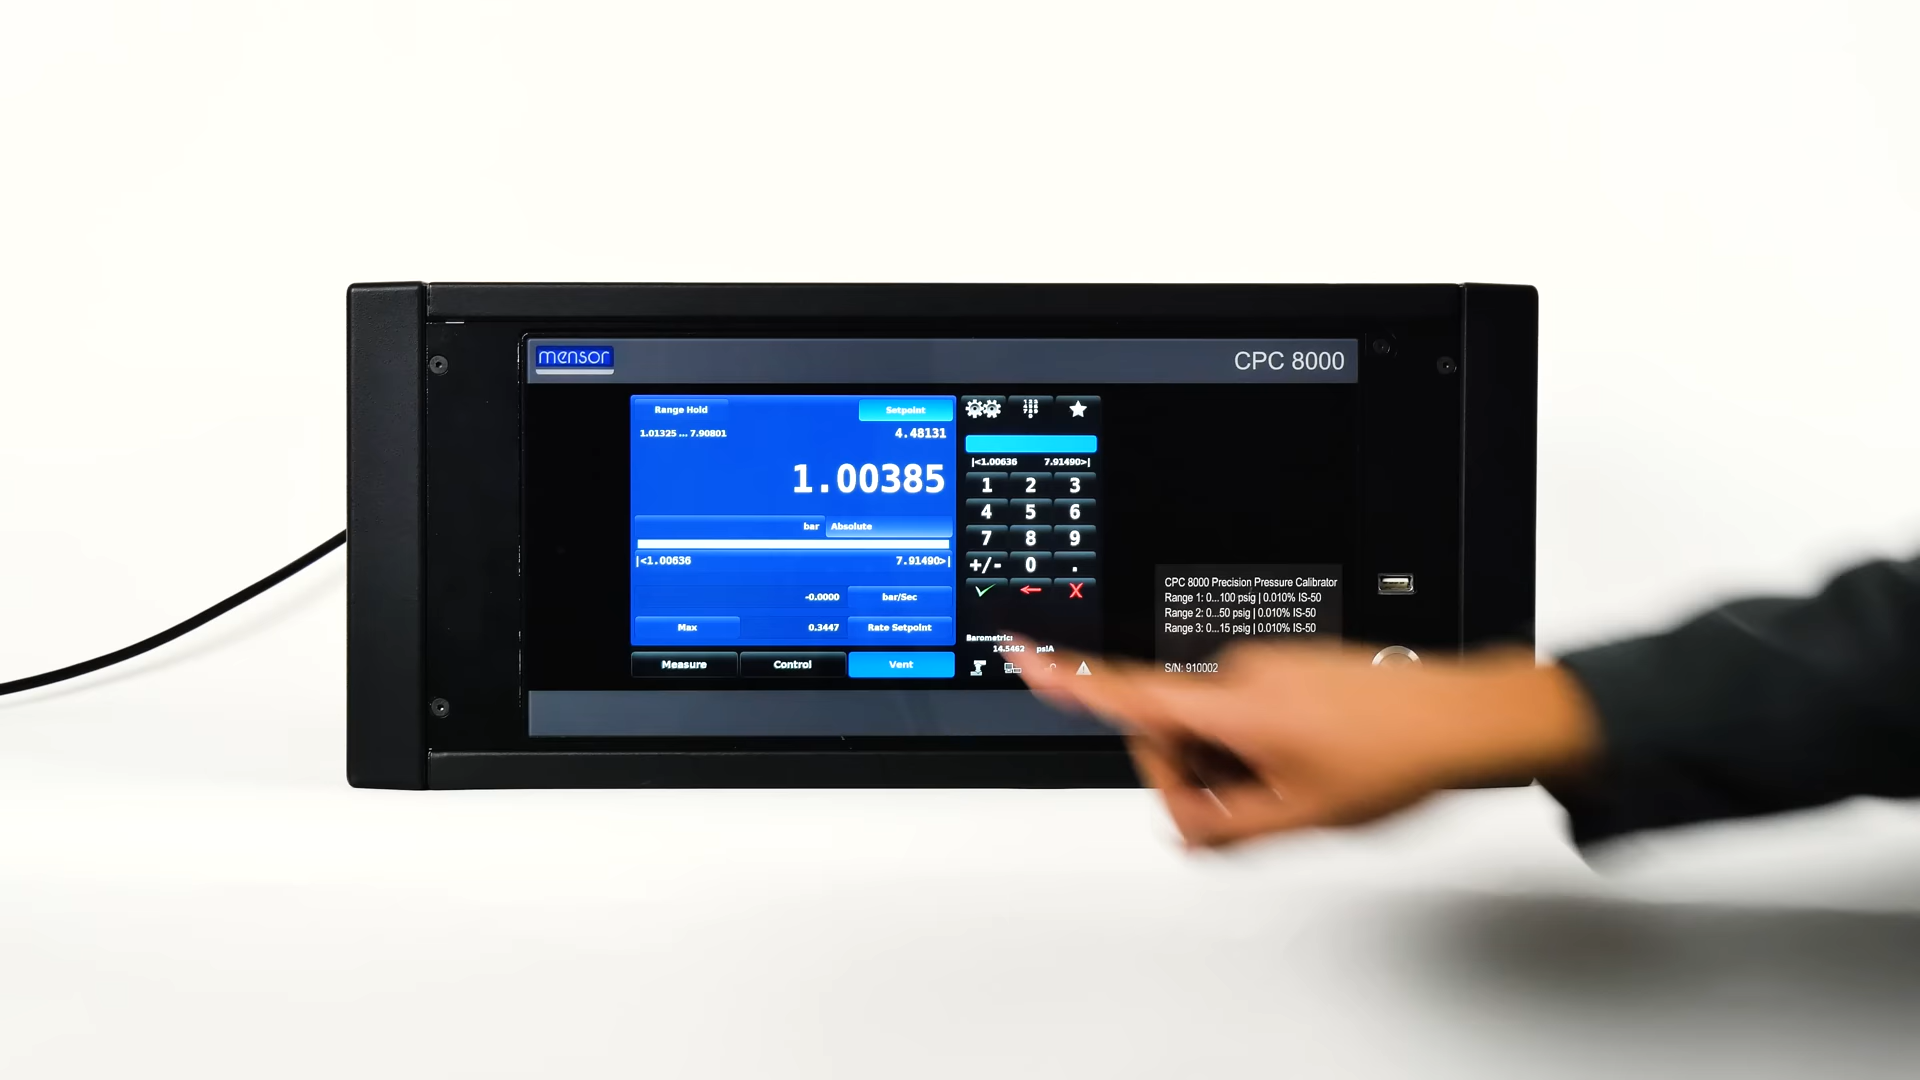 mensor
CPC 8000
Range Hold
Setpoint
1.01325 ... 7.90801
4.48131
1.00385
bar
Absolute
|<1.00636
7.91490>|
-0.0000
bar/Sec
Max
0.3447
Rate Setpoint
Measure
Control
Vent
|<1.00636
7.91490>|
1 2 3
4 5 6
7 8 9
+/- 0 .
X
Barometric:
14.5462 psiA
CPC 8000 Precision Pressure Calibrator
Range 1: 0...100 psig | 0.010% IS-50
Range 2: 0...50 psig | 0.010% IS-50
Range 3: 0...15 psig | 0.010% IS-50
S/N: 910002